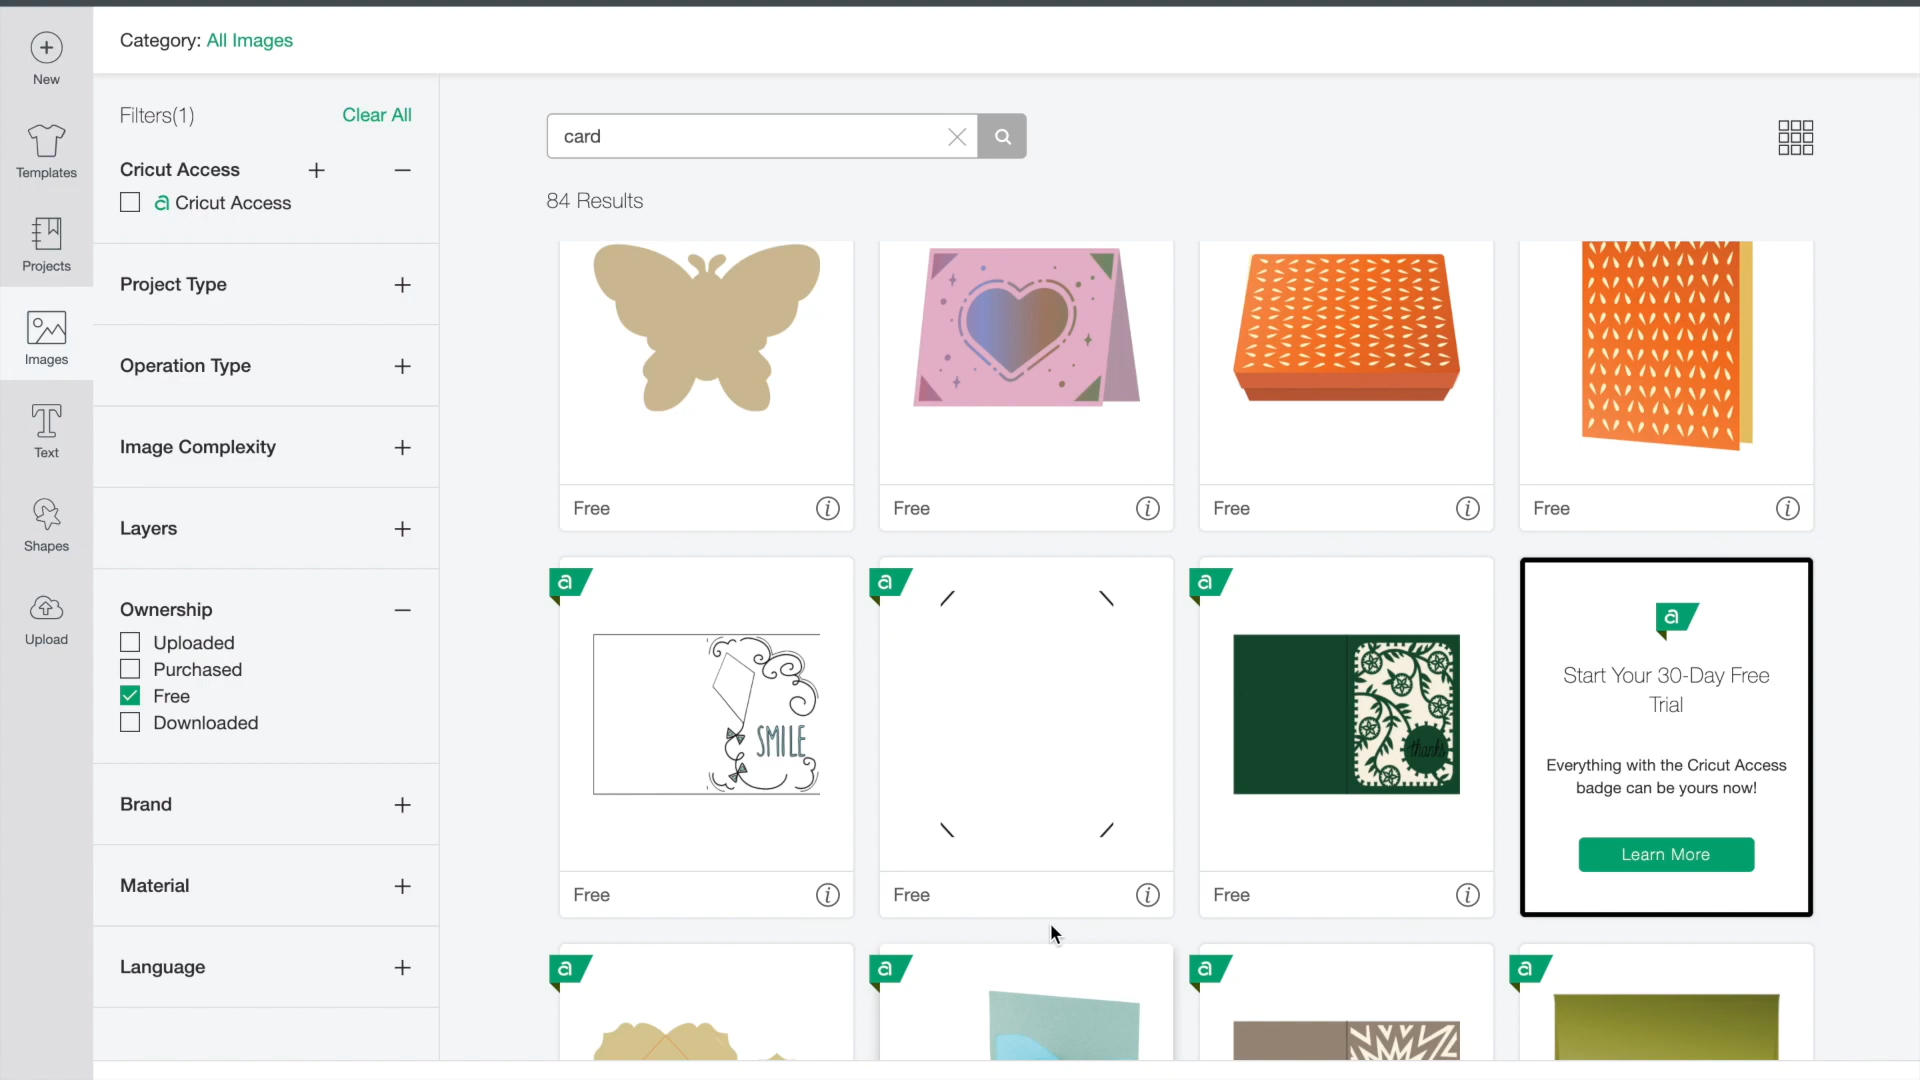 Category: All Images
New
Templates
Projects
Images
Text
Shapes
Upload
Filters(1) Clear All
Cricut Access
a Cricut Access
Project Type
Operation Type
Image Complexity
Layers
Ownership
Uploaded
Purchased
Free
Downloaded
Brand
Material
Language
card
84 Results
Free
Free
Free
Free
a
SMILE
Free
a
Free
a
thanks
Free
a
Start Your 30-Day Free
Trial
Everything with the Cricut Access
badge can be yours now!
Learn More
a
a
a
a